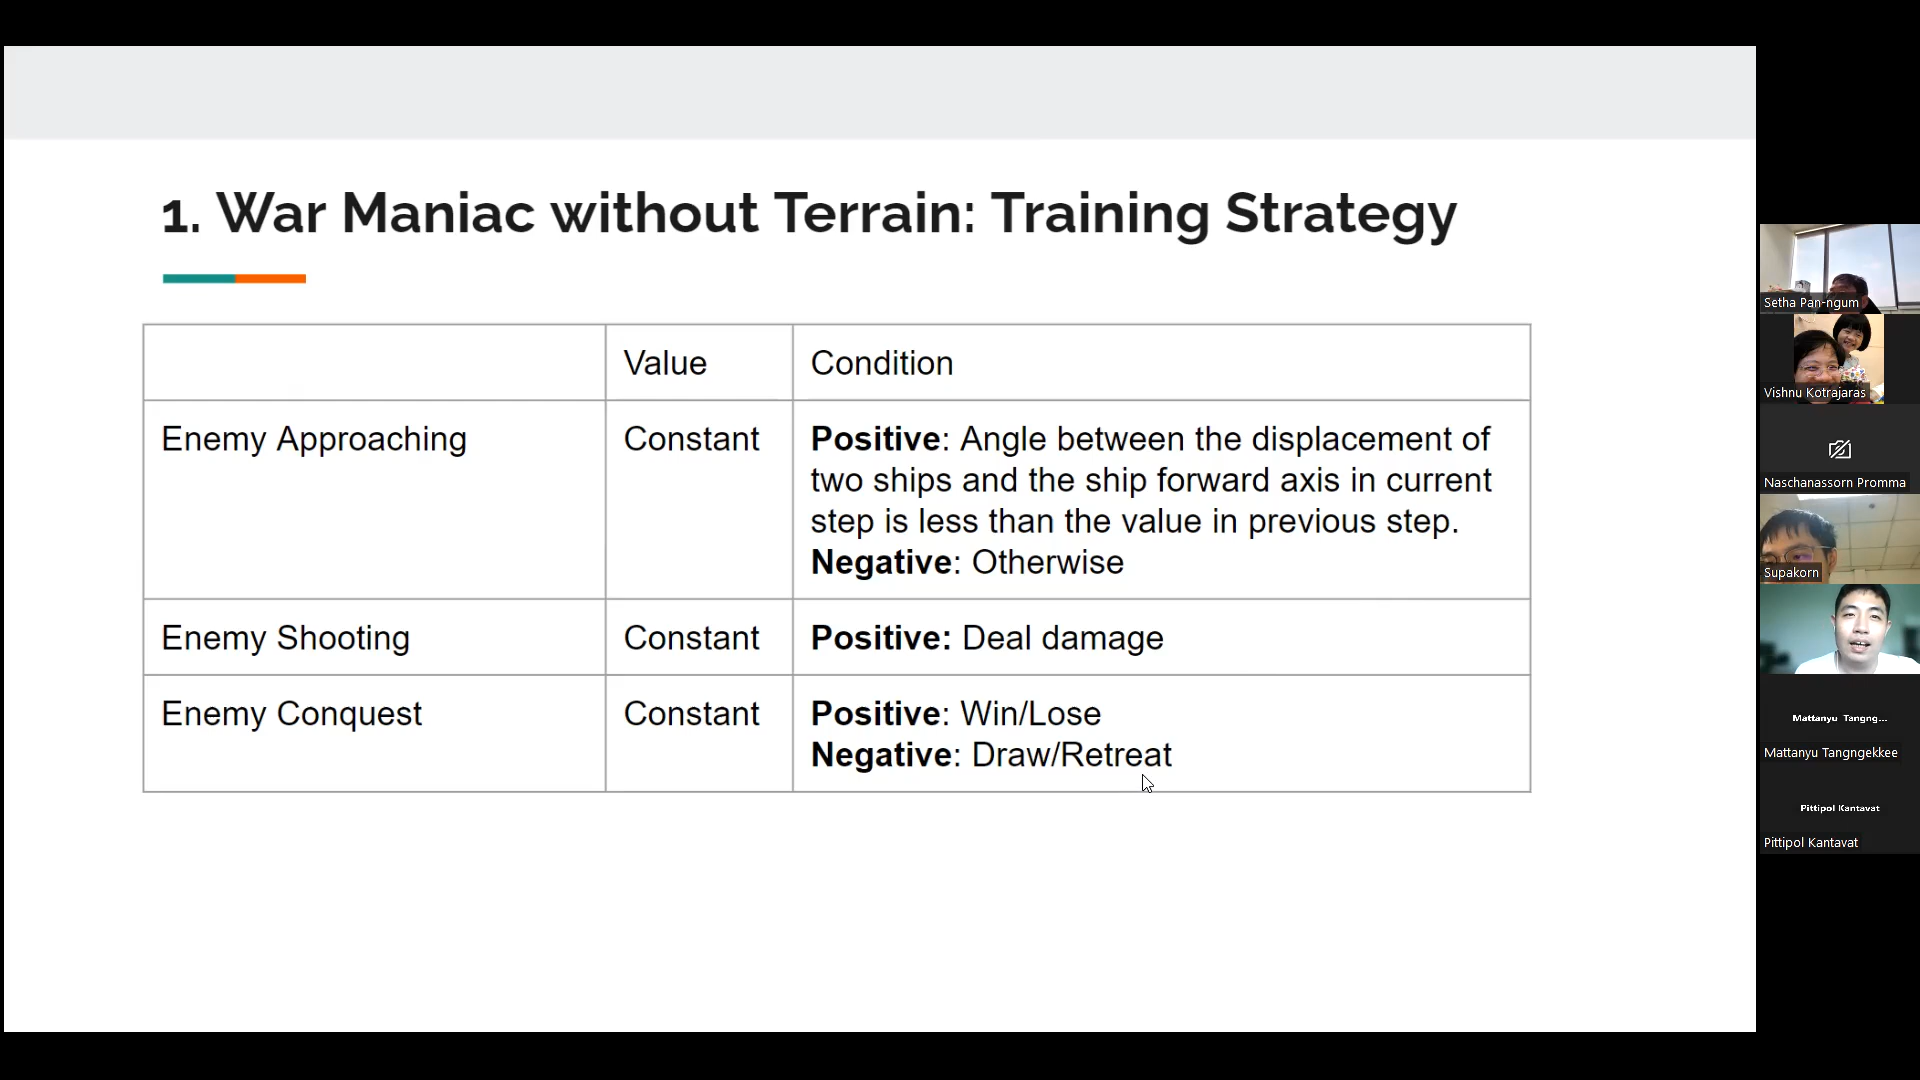 1. War Maniac without Terrain: Training Strategy
Value
Condition
Enemy Approaching
Constant
Positive: Angle between the displacement of
two ships and the ship forward axis in current
step is less than the value in previous step.
Negative: Otherwise
Enemy Shooting
Constant
Positive: Deal damage
Enemy Conquest
Constant
Positive: Win/Lose
Negative: Draw/Retreat
Setha Pan-ngum
Vishnu Kotrajaras
Naschanassorn Promma
Supakorn
Mattanyu Tangng...
Mattanyu Tangngekkee
Pittipol Kantavat
Pittipol Kantavat